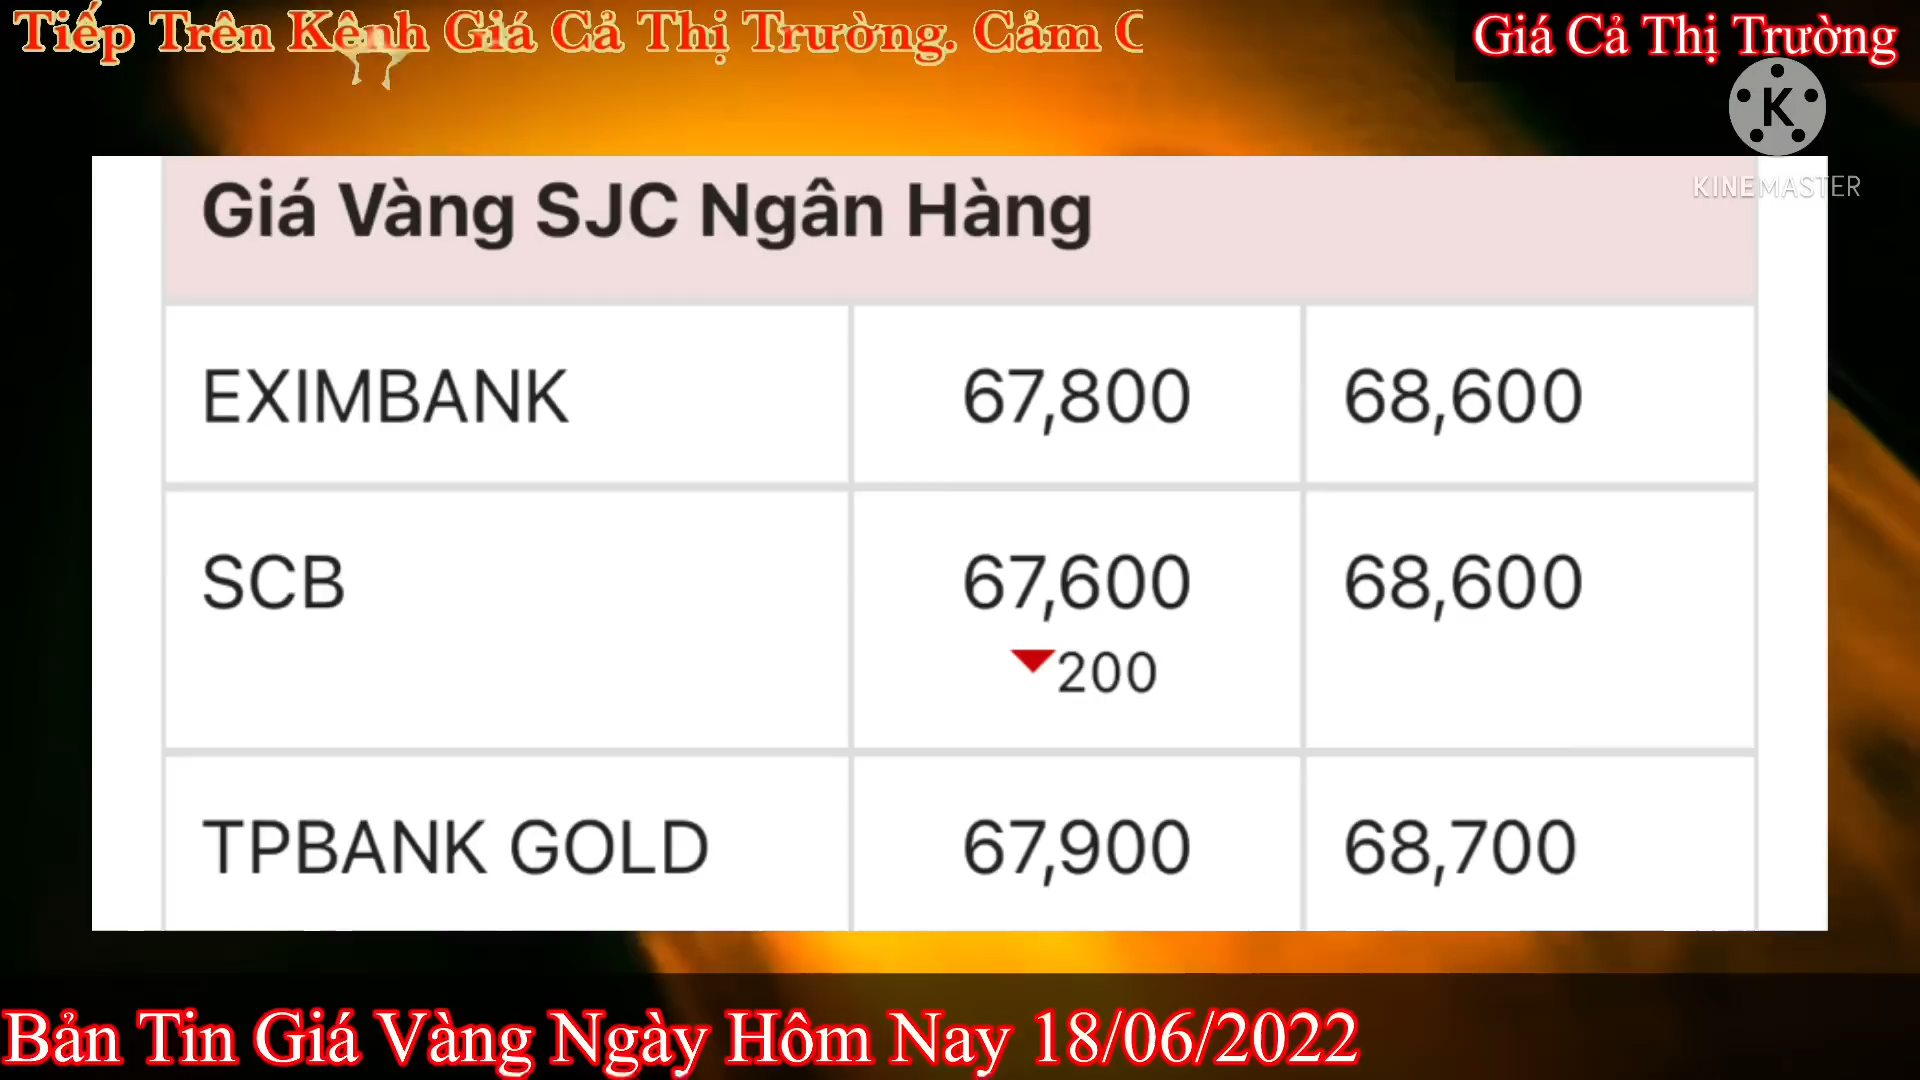 Tiếp Trên Kênh Giá Cả Thị Trường. Cảm
Giá Cả Thị Trường
K
KINEMASTER
Giá Vàng SJC Ngân Hàng
EXIMBANK 67,800 68,600
SCB 67,600 68,600
200
TPBANK GOLD 67,900 68,700
Bản Tin Giá Vàng Ngày Hôm Nay 18/06/2022